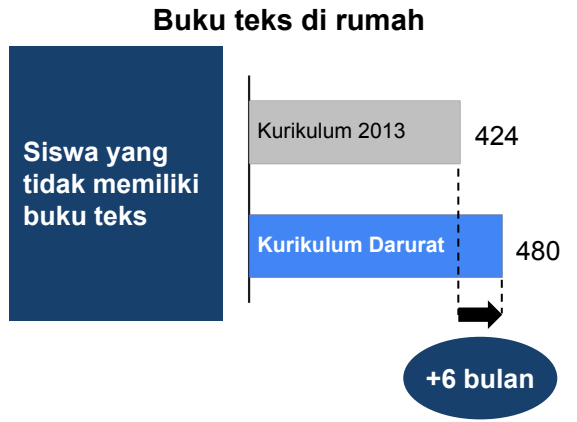 Buku teks di rumah
Siswa yang
tidak memiliki
buku teks
Kurikulum 2013
424
Kurikulum Darurat
480
+6 bulan